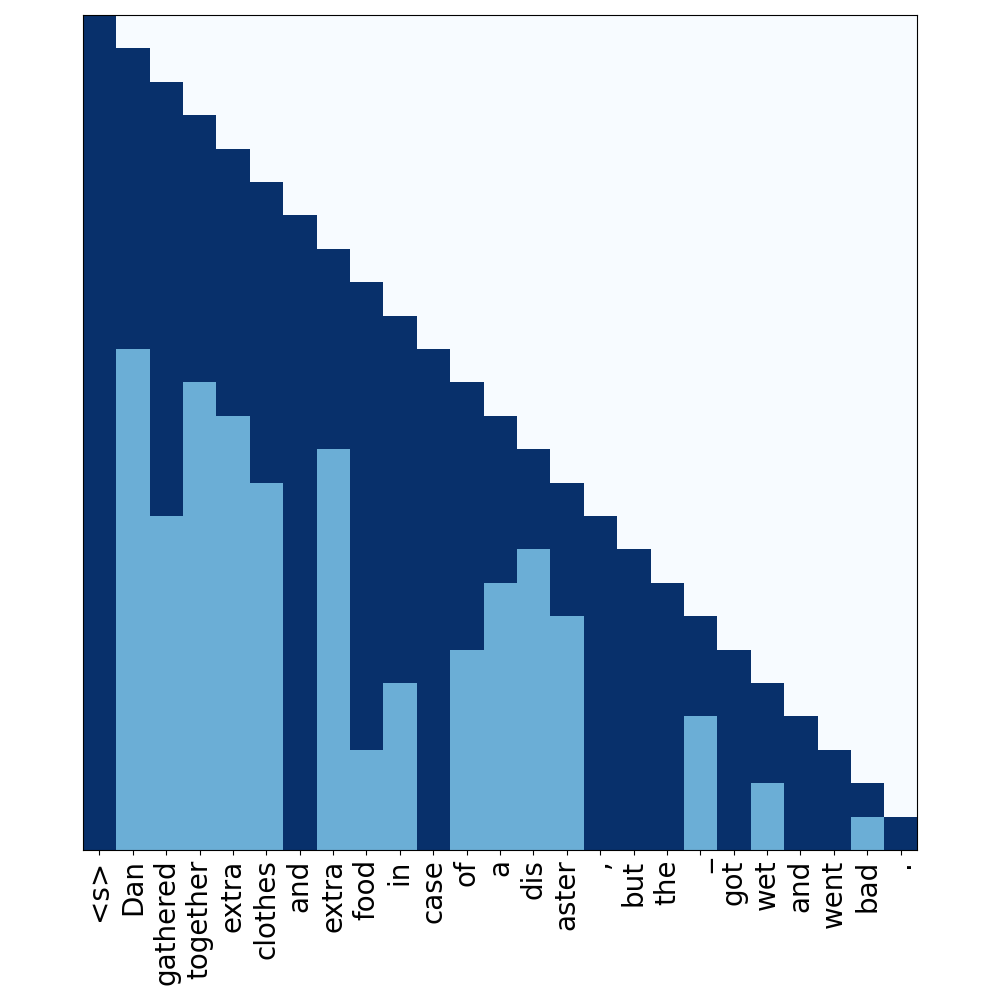 <s>
Dan
gathered
together
extra
clothes
and
extra
food
in
case
of
a
dis
aster
,
but
the
_
got
wet
and
went
bad
.